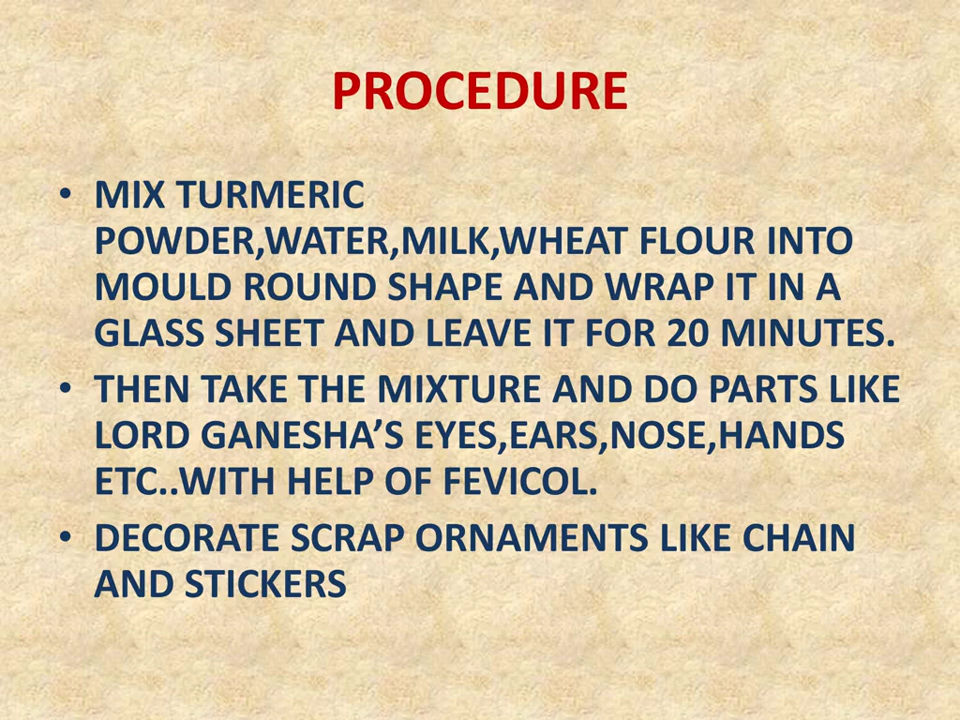 PROCEDURE
• MIX TURMERIC
POWDER,WATER,MILK,WHEAT FLOUR INTO
MOULD ROUND SHAPE AND WRAP IT IN A
GLASS SHEET AND LEAVE IT FOR 20 MINUTES.
• THEN TAKE THE MIXTURE AND DO PARTS LIKE
LORD GANESHA’S EYES,EARS,NOSE,HANDS
ETC..WITH HELP OF FEVICOL.
• DECORATE SCRAP ORNAMENTS LIKE CHAIN
AND STICKERS